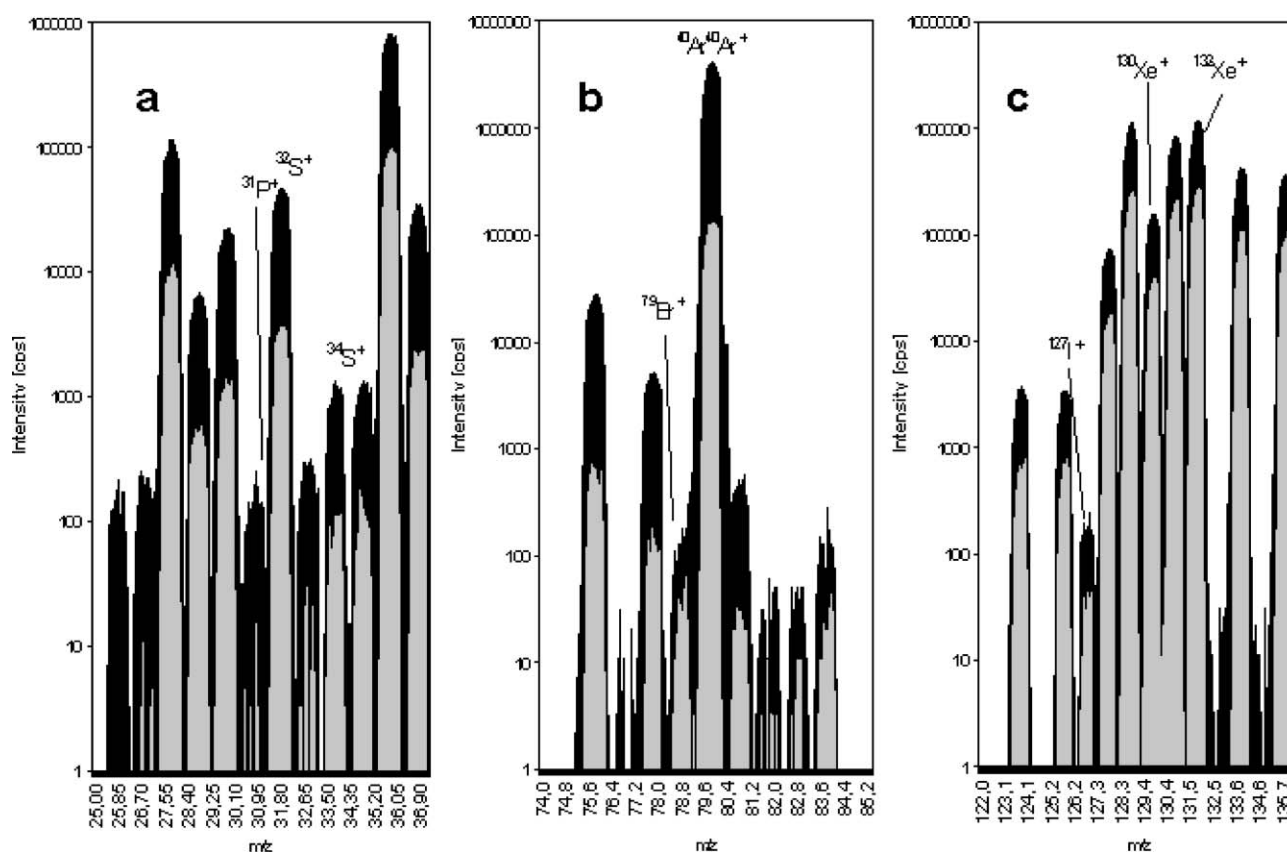 a
1000000
100000
10000
1000
100
10
1
Intensity [cps]
31P+
32S+
34S+
25,00 25,85 26,70 27,55 28,40 29,25 30,10 30,95 31,80 32,65 33,50 34,35 35,20 36,05 36,90
m/z
b
10000000
1000000
100000
10000
1000
100
10
1
Intensity [cps]
40Ar40Ar+
79Br+
74,0 74,8 75,6 76,4 77,2 78,0 78,8 79,6 80,4 81,2 82,0 82,8 83,6 84,4 85,2
m/z
c
10000000
1000000
100000
10000
1000
100
10
1
Intensity [cps]
130Xe+
132Xe+
127I+
122,0 123,1 124,1 125,2 126,2 127,3 128,3 129,4 130,4 131,5 132,5 133,6 134,6 135,7
m/z